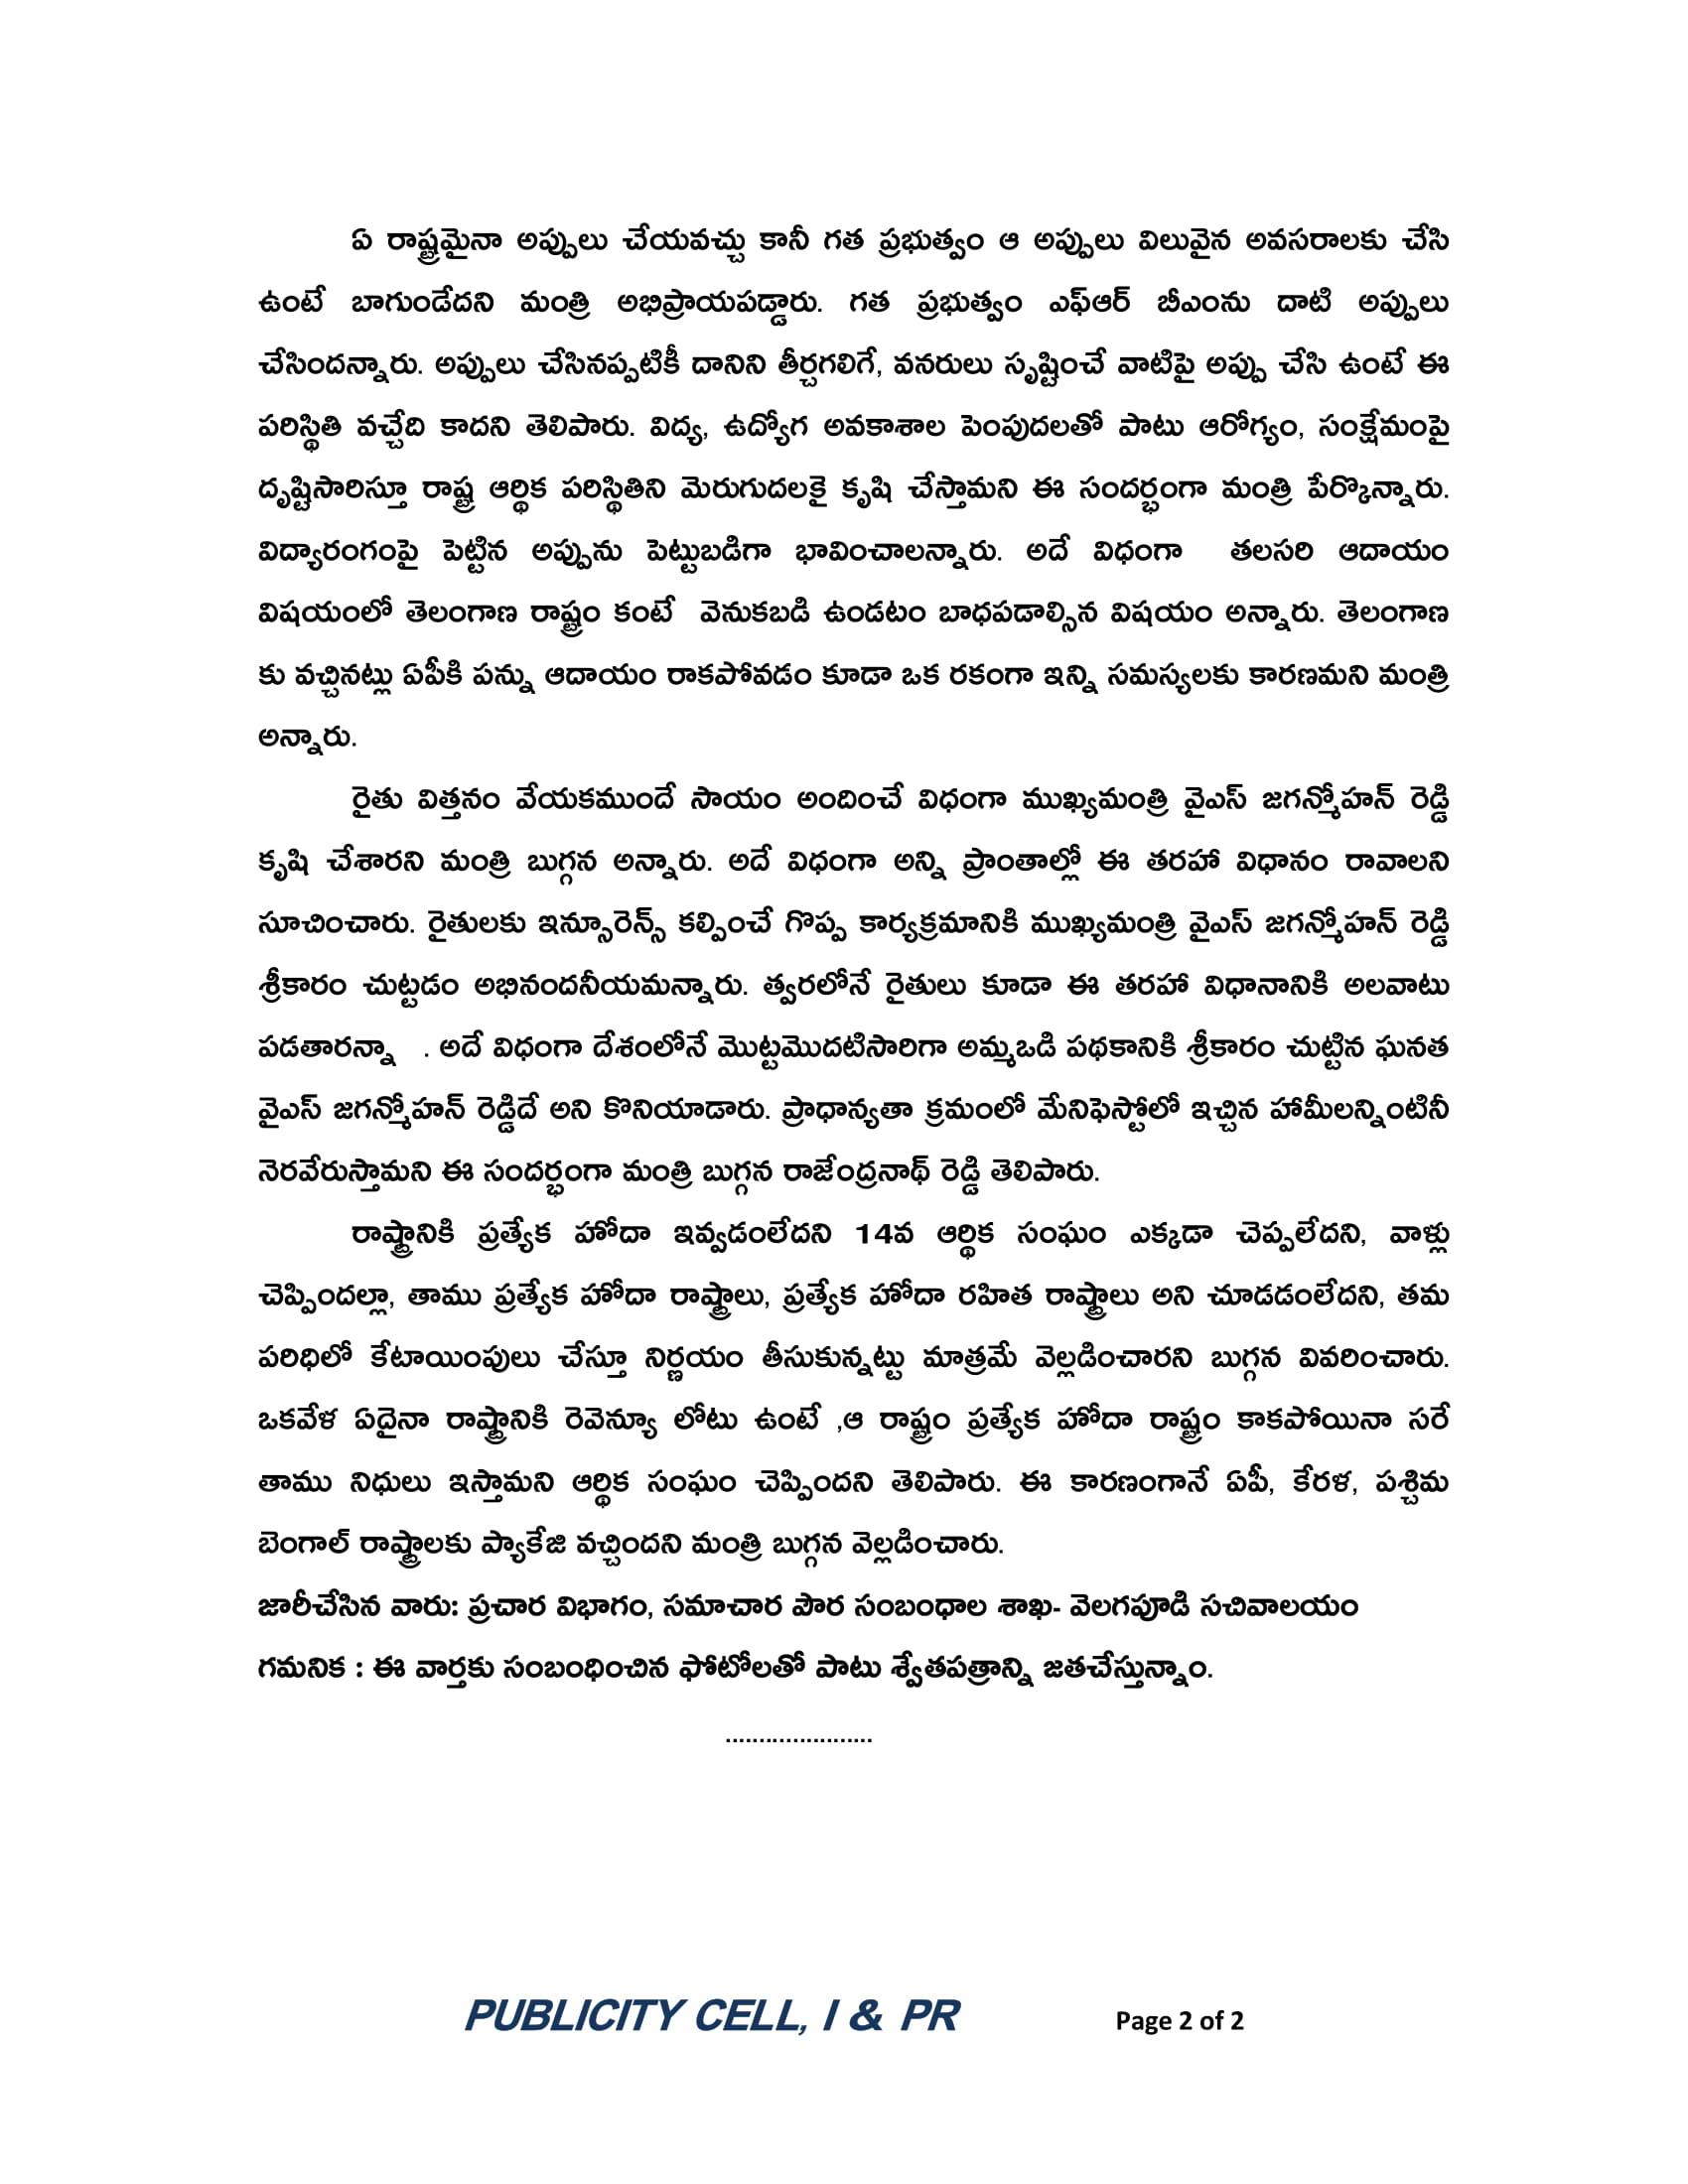 ఏ రాష్ట్రమైనా అప్పులు చేయవచ్చు కానీ గత ప్రభుత్వం ఆ అప్పులు విలువైన అవసరాలకు చేసి
ఉంటే బాగుండేదని మంత్రి అభిప్రాయపడ్డారు. గత ప్రభుత్వం ఎఫ్ఆర్ బీఎంను దాటి అప్పులు
చేసిందన్నారు. అప్పులు చేసినప్పటికీ దానిని తీర్చగలిగే, వనరులు సృష్టించే వాటిపై అప్పు చేసి ఉంటే ఈ
పరిస్థితి వచ్చేది కాదని తెలిపారు. విద్య, ఉద్యోగ అవకాశాల పెంపుదలతో పాటు ఆరోగ్యం, సంక్షేమంపై
దృష్టిసారిస్తూ రాష్ట్ర ఆర్థిక పరిస్థితిని మెరుగుదలకై కృషి చేస్తామని ఈ సందర్భంగా మంత్రి పేర్కొన్నారు.
విద్యారంగంపై పెట్టిన అప్పును పెట్టుబడిగా భావించాలన్నారు. అదే విధంగా తలసరి ఆదాయం
విషయంలో తెలంగాణ రాష్ట్రం కంటే వెనుకబడి ఉండటం బాధపడాల్సిన విషయం అన్నారు. తెలంగాణ
కు వచ్చినట్లు ఏపీకి పన్ను ఆదాయం రాకపోవడం కూడా ఒక రకంగా ఇన్ని సమస్యలకు కారణమని మంత్రి
అన్నారు.
రైతు విత్తనం వేయకముందే సాయం అందించే విధంగా ముఖ్యమంత్రి వైఎస్ జగన్మోహన్ రెడ్డి
కృషి చేశారని మంత్రి బుగ్గన అన్నారు. అదే విధంగా అన్ని ప్రాంతాల్లో ఈ తరహా విధానం రావాలని
సూచించారు. రైతులకు ఇన్సూరెన్స్ కల్పించే గొప్ప కార్యక్రమానికి ముఖ్యమంత్రి వైఎస్ జగన్మోహన్ రెడ్డి
శ్రీకారం చుట్టడం అభినందనీయమన్నారు. త్వరలోనే రైతులు కూడా ఈ తరహా విధానానికి అలవాటు
పడతారన్నా . అదే విధంగా దేశంలోనే మొట్టమొదటిసారిగా అమ్మఒడి పథకానికి శ్రీకారం చుట్టిన ఘనత
వైఎస్ జగన్మోహన్ రెడ్డిదే అని కొనియాడారు. ప్రాధాన్యతా క్రమంలో మేనిఫెస్టోలో ఇచ్చిన హామీలన్నింటినీ
నెరవేరుస్తామని ఈ సందర్భంగా మంత్రి బుగ్గన రాజేంద్రనాథ్ రెడ్డి తెలిపారు.
రాష్ట్రానికి ప్రత్యేక హోదా ఇవ్వడంలేదని 14వ ఆర్థిక సంఘం ఎక్కడా చెప్పలేదని, వాళ్లు
చెప్పిందల్లా, తాము ప్రత్యేక హోదా రాష్ట్రాలు, ప్రత్యేక హోదా రహిత రాష్ట్రాలు అని చూడడంలేదని, తమ
పరిధిలో కేటాయింపులు చేస్తూ నిర్ణయం తీసుకున్నట్టు మాత్రమే వెల్లడించారని బుగ్గన వివరించారు.
ఒకవేళ ఏదైనా రాష్ట్రానికి రెవెన్యూ లోటు ఉంటే ,ఆ రాష్ట్రం ప్రత్యేక హోదా రాష్ట్రం కాకపోయినా సరే
తాము నిధులు ఇస్తామని ఆర్థిక సంఘం చెప్పిందని తెలిపారు. ఈ కారణంగానే ఏపీ, కేరళ, పశ్చిమ
బెంగాల్ రాష్ట్రాలకు ప్యాకేజి వచ్చిందని మంత్రి బుగ్గన వెల్లడించారు.
జారీచేసిన వారు: ప్రచార విభాగం, సమాచార పౌర సంబంధాల శాఖ- వెలగపూడి సచివాలయం
గమనిక : ఈ వార్తకు సంబంధించిన ఫోటోలతో పాటు శ్వేతపత్రాన్ని జతచేస్తున్నాం.
......................
PUBLICITY CELL, I & PR Page 2 of 2